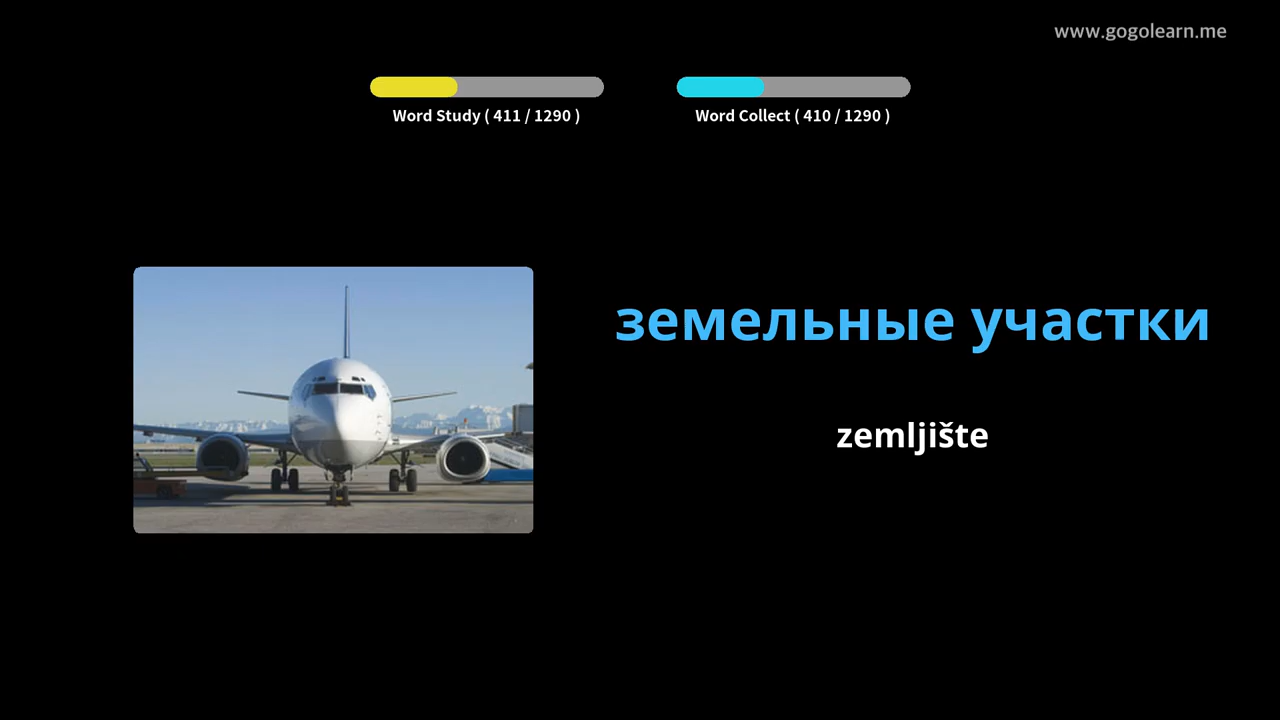 www.gogolearn.me
Word Study ( 411 / 1290 )
Word Collect ( 410 / 1290 )
земельные участки
zemljište